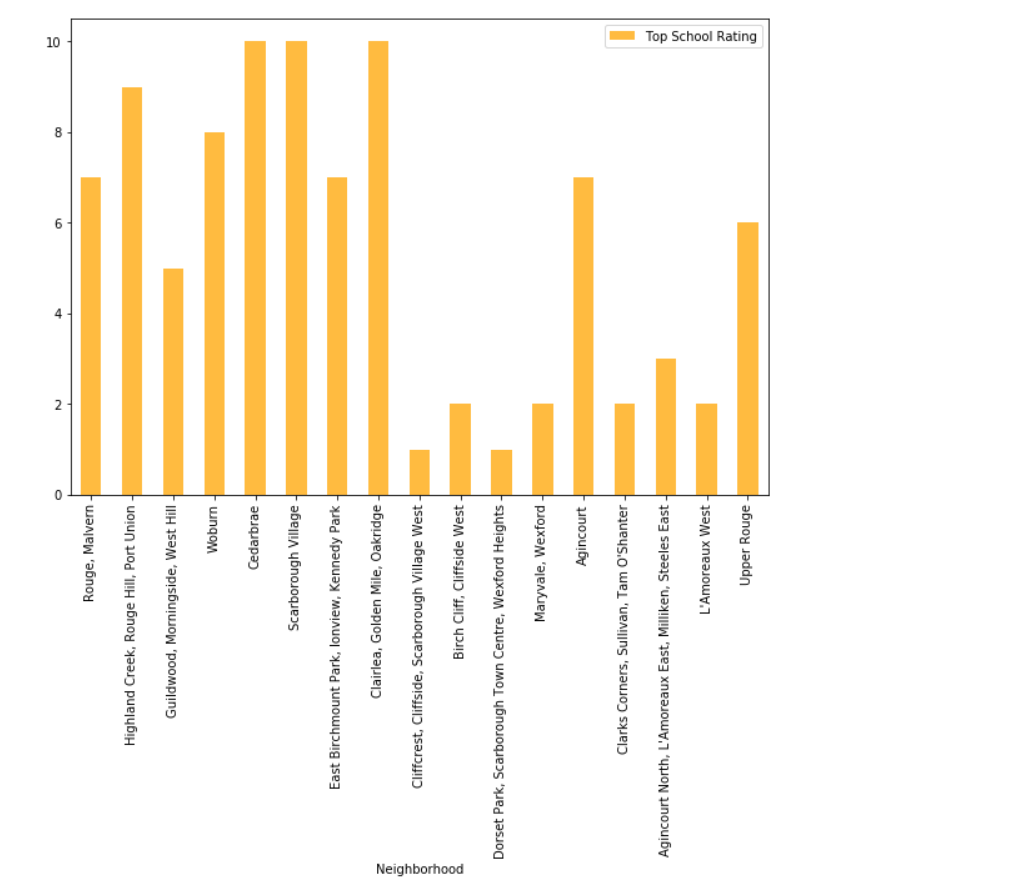 Top School Rating
10
8
6
4
2
0
Rouge, Malvern
Highland Creek, Rouge Hill, Port Union
Guildwood, Morningside, West Hill
Woburn
Cedarbrae
Scarborough Village
East Birchmount Park, Ionview, Kennedy Park
Clairlea, Golden Mile, Oakridge
Cliffcrest, Cliffside, Scarborough Village West
Birch Cliff, Cliffside West
Dorset Park, Scarborough Town Centre, Wexford Heights
Maryvale, Wexford
Agincourt
Clarks Corners, Sullivan, Tam O'Shanter
Agincourt North, L'Amoreaux East, Milliken, Steeles East
L'Amoreaux West
Upper Rouge
Neighborhood